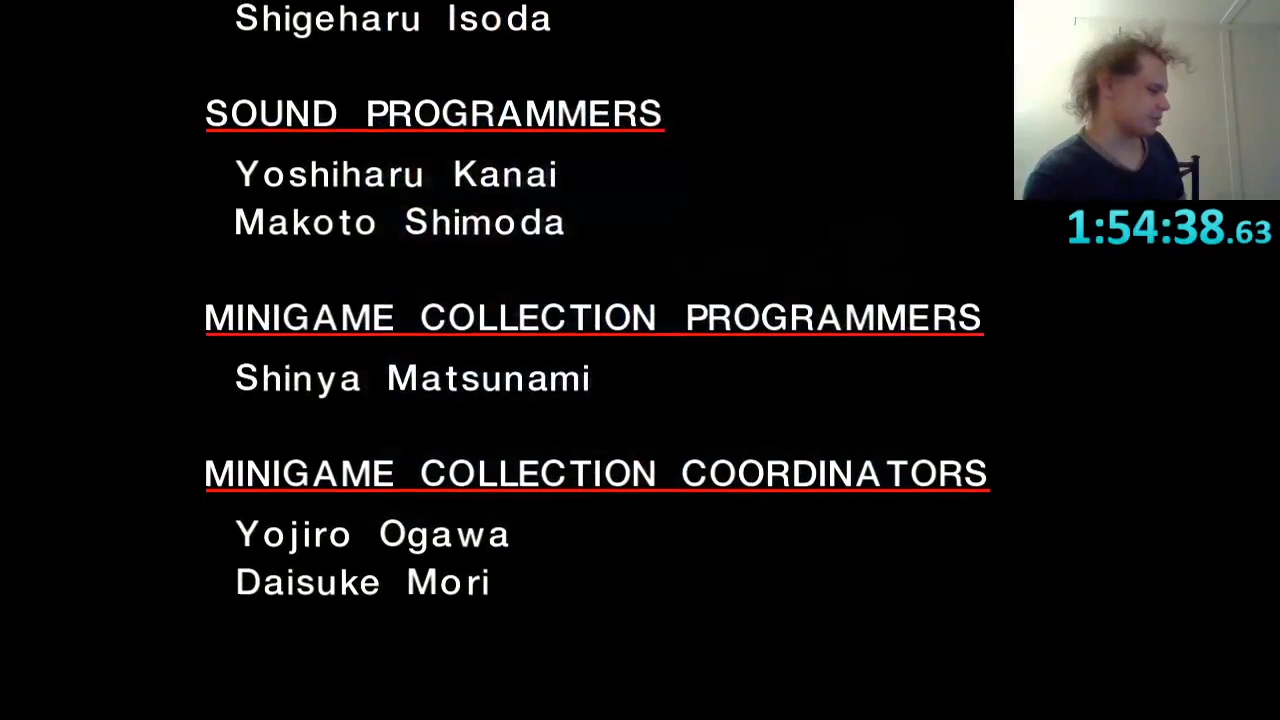 Shigeharu Isoda
SOUND PROGRAMMERS
Yoshiharu Kanai
Makoto Shimoda
1:54:38.63
MINIGAME COLLECTION PROGRAMMERS
Shinya Matsunami
MINIGAME COLLECTION COORDINATORS
Yojiro Ogawa
Daisuke Mori